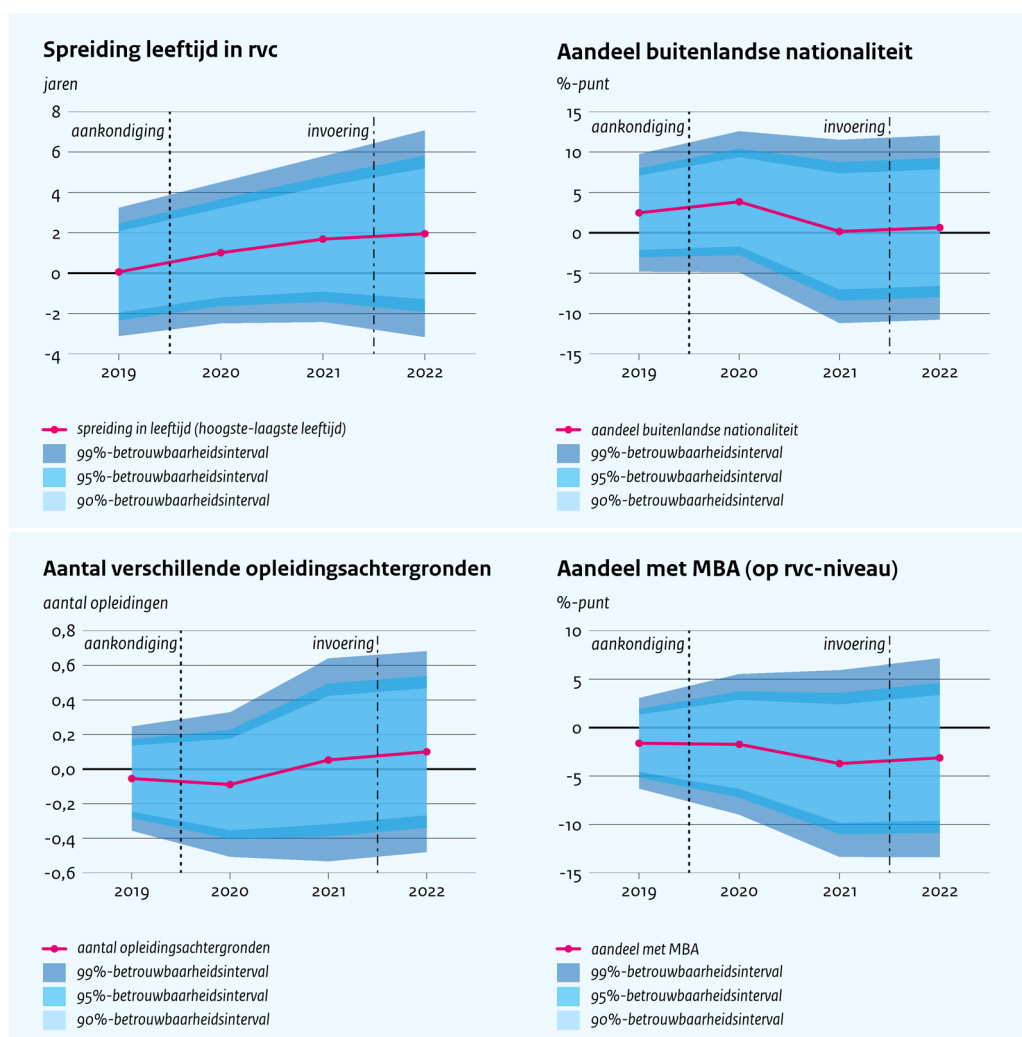 Spreiding leeftijd in rvc
jaren
8
6
4
2
0
-2
-4
aankondiging
invoering
2019 2020 2021 2022
spreiding in leeftijd (hoogste-laagste leeftijd)
99%-betrouwbaarheidsinterval
95%-betrouwbaarheidsinterval
90%-betrouwbaarheidsinterval
Aandeel buitenlandse nationaliteit
%-punt
15
10
5
0
-5
-10
-15
aankondiging
invoering
2019 2020 2021 2022
aandeel buitenlandse nationaliteit
99%-betrouwbaarheidsinterval
95%-betrouwbaarheidsinterval
90%-betrouwbaarheidsinterval
Aantal verschillende opleidingsachtergronden
aantal opleidingen
0,8
0,6
0,4
0,2
0,0
-0,2
-0,4
-0,6
aankondiging
invoering
2019 2020 2021 2022
aantal opleidingsachtergronden
99%-betrouwbaarheidsinterval
95%-betrouwbaarheidsinterval
90%-betrouwbaarheidsinterval
Aandeel met MBA (op rvc-niveau)
%-punt
10
5
0
-5
-10
-15
aankondiging
invoering
2019 2020 2021 2022
aandeel met MBA
99%-betrouwbaarheidsinterval
95%-betrouwbaarheidsinterval
90%-betrouwbaarheidsinterval